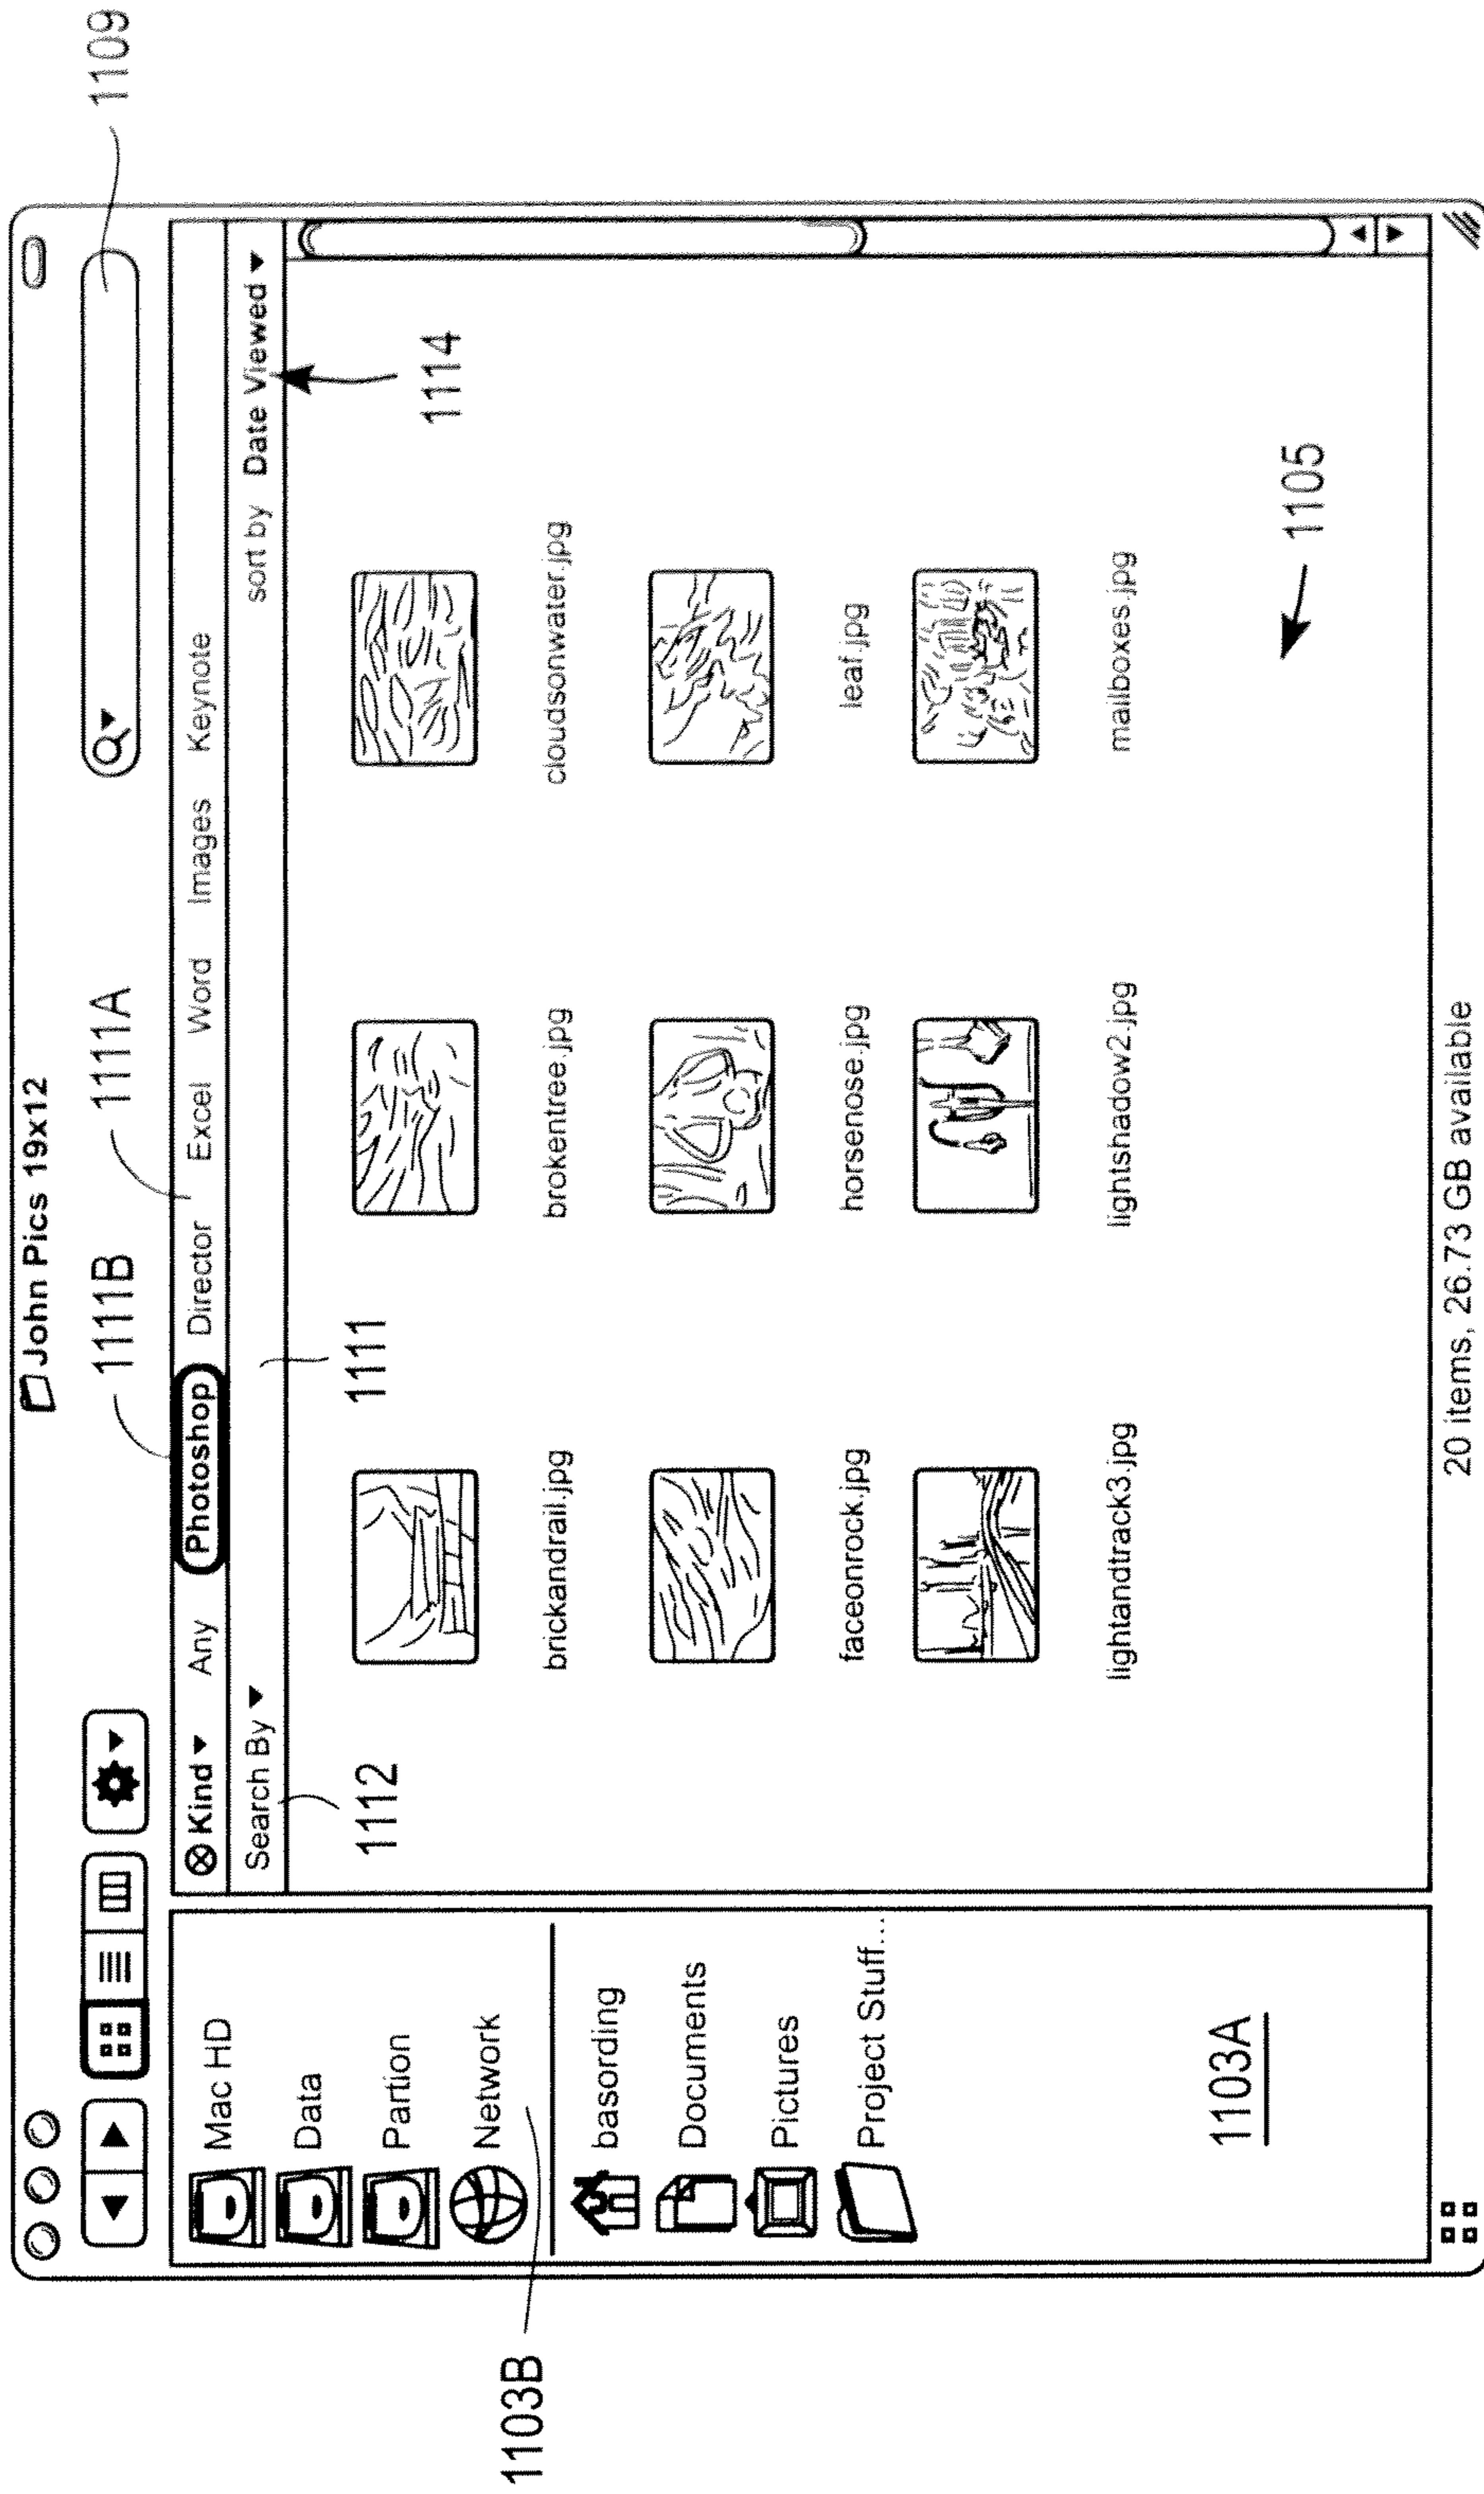 John Pics 19x12
1109
1111B
1111A
Kind Any Photoshop Director Excel Word Images Keynote
Search By
sort by Date Viewed
1112
1111
1114
Mac HD
Data
Partion
Network
1103B
basording
Documents
Pictures
Project Stuff...
1103A
brickandrail.jpg
brokentree.jpg
cloudsonwater.jpg
faceonrock.jpg
horsenose.jpg
leaf.jpg
lightandtrack3.jpg
lightshadow2.jpg
mailboxes.jpg
1105
20 items, 26.73 GB available